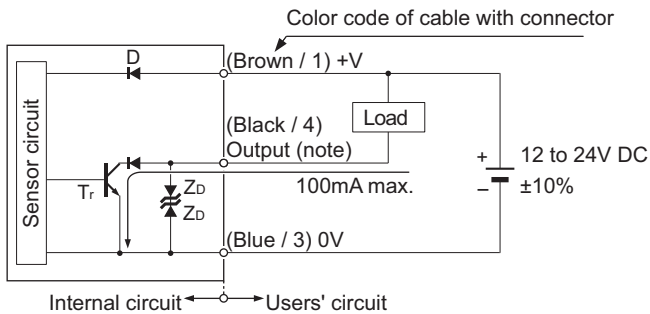 Color code of cable with connector
D
(Brown / 1) +V
Sensor circuit
Load
(Black / 4)
Output (note)
+
12 to 24V DC
Tr
ZD
100mA max.
−
±10%
ZD
(Blue / 3) 0V
Internal circuit
Users' circuit